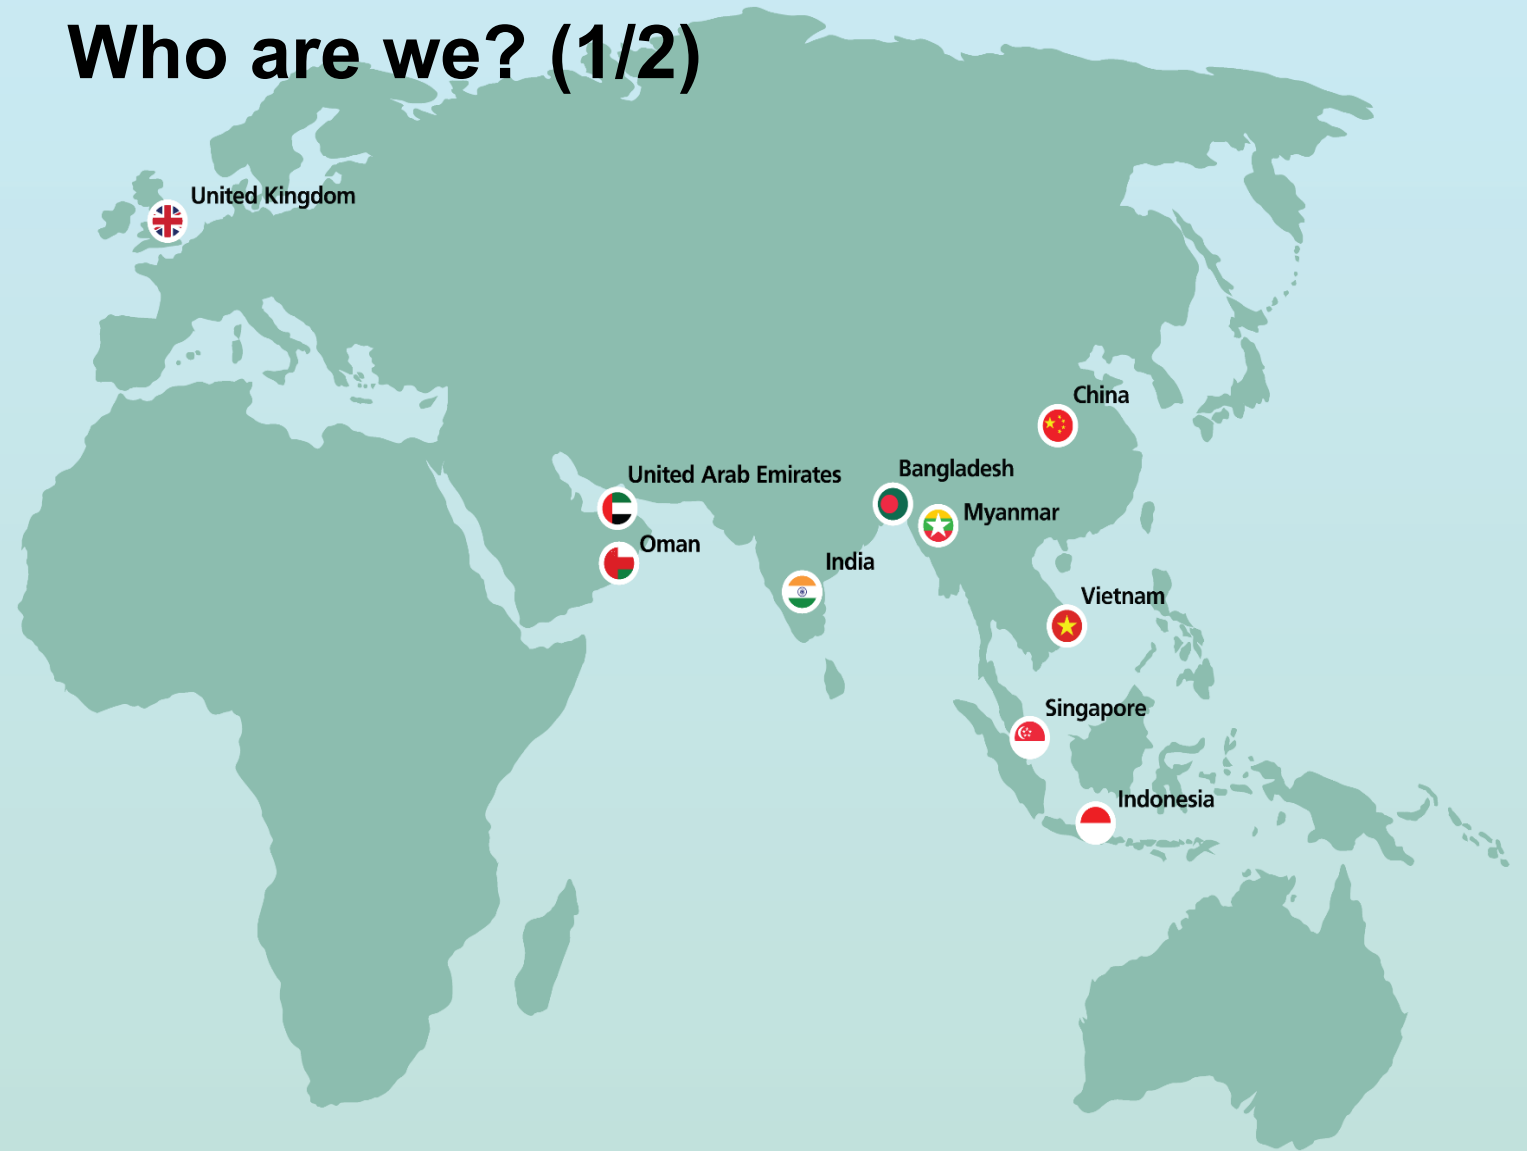 Who are we? (1/2)
United Kingdom
China
Bangladesh
United Arab Emirates
Myanmar
Oman
India
Vietnam
Singapore
Indonesia